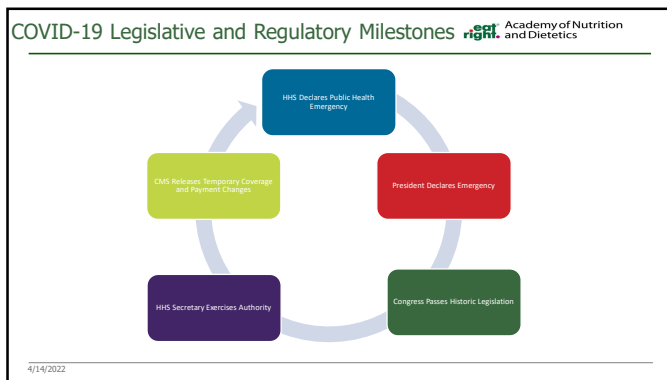 COVID-19 Legislative and Regulatory Milestones
eat right. Academy of Nutrition
and Dietetics
HHS Declares Public Health
Emergency
President Declares Emergency
Congress Passes Historic Legislation
HHS Secretary Exercises Authority
CMS Releases Temporary Coverage
and Payment Changes
4/14/2022